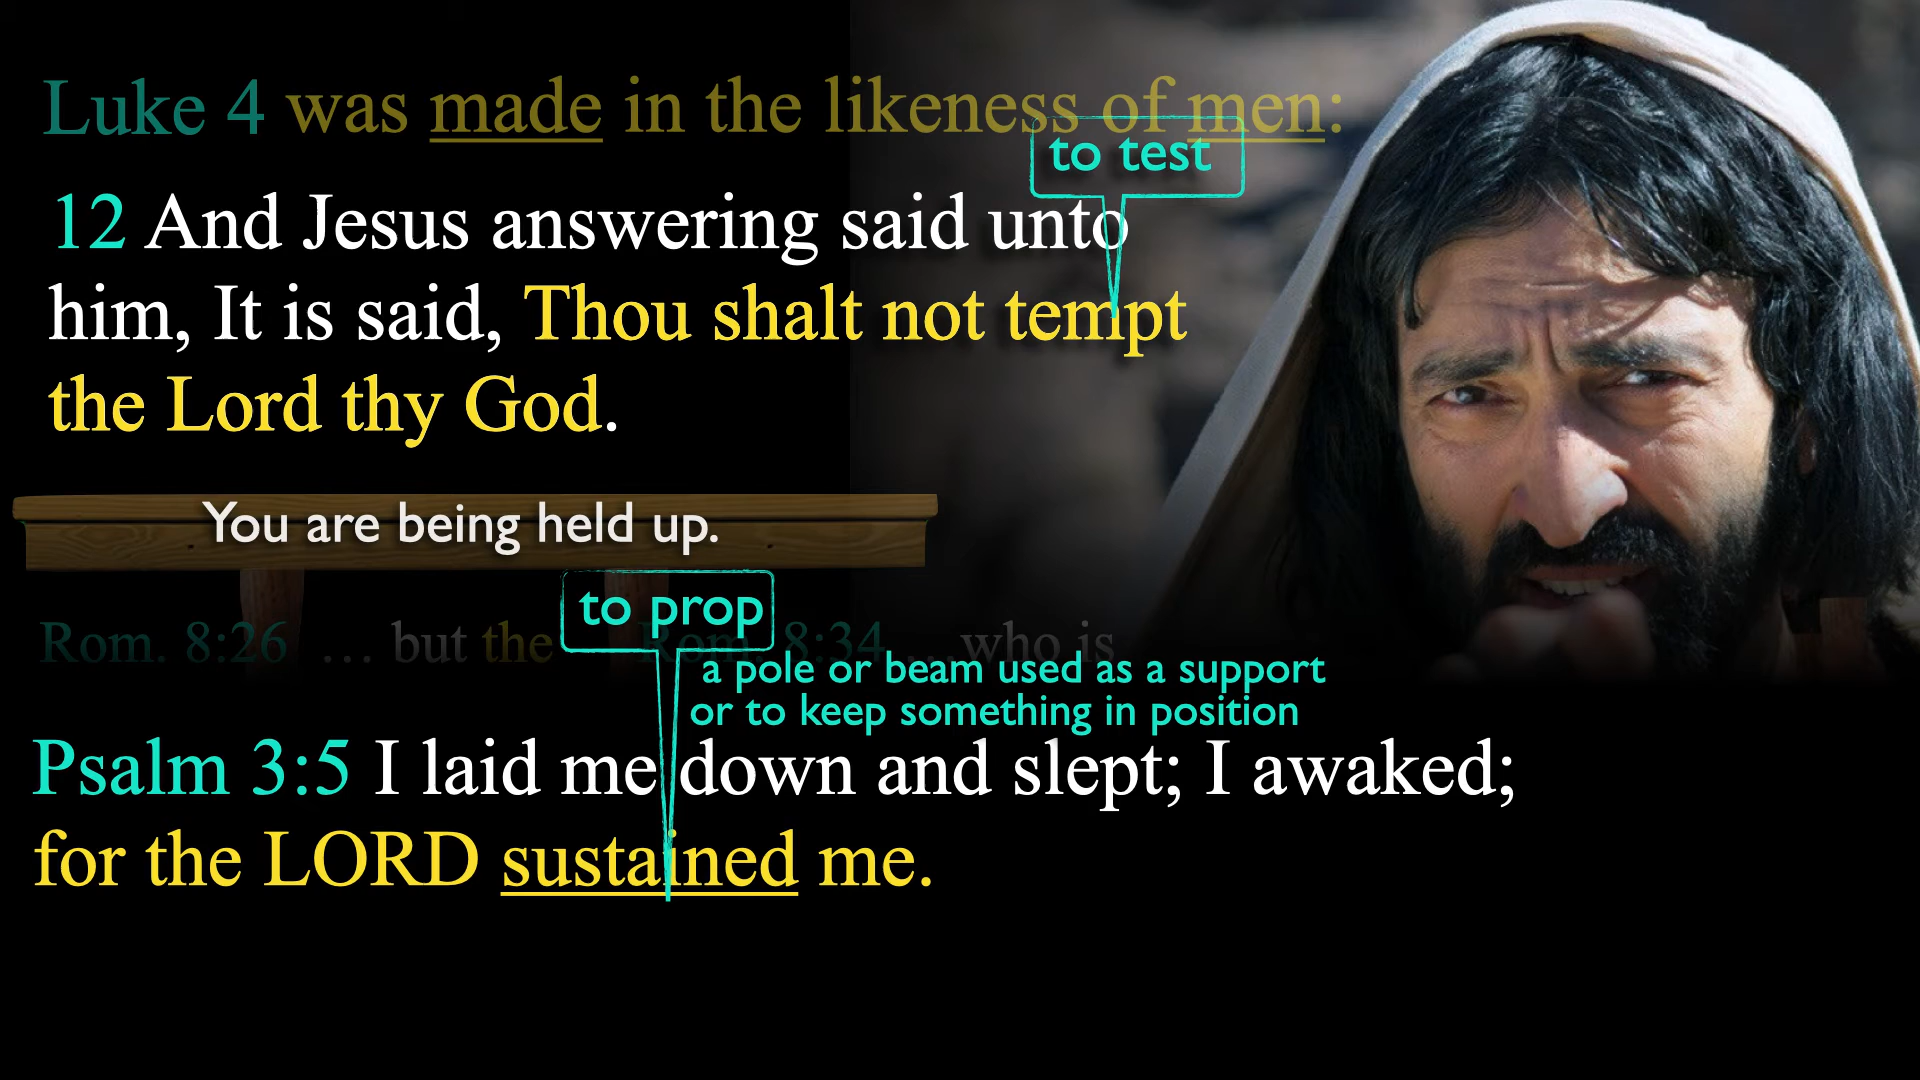 Luke 4 was made in the likeness of men:
to test
12 And Jesus answering said unto
him, It is said, Thou shalt not tempt
the Lord thy God.
You are being held up.
to prop
Rom. 8:26 … but the Rom. 8:34 …who is
a pole or beam used as a support
or to keep something in position
Psalm 3:5 I laid me down and slept; I awaked;
for the LORD sustained me.